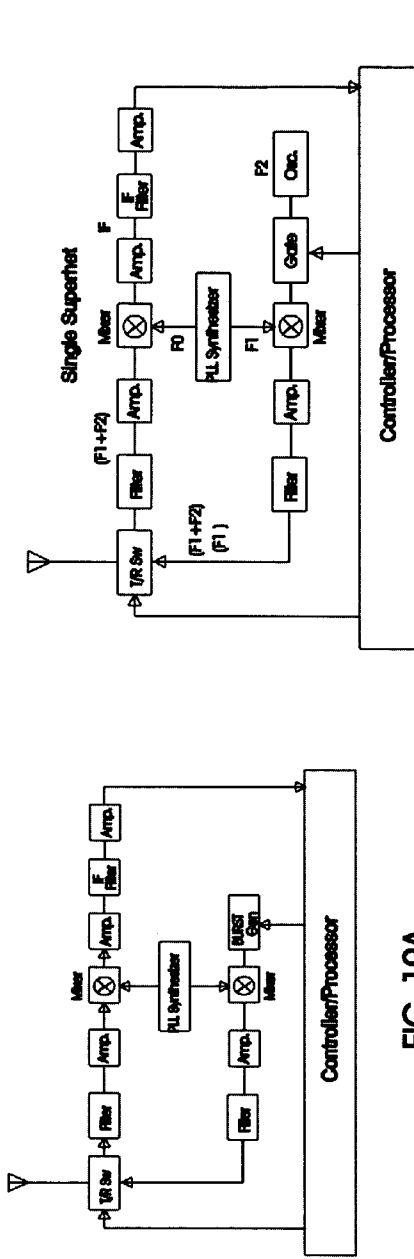 Mixer
T/R Sw
Filter
Amp.
Amp.
IF Filter
Amp.
PLL Synthesizer
Filter
Amp.
Mixer
BURST Gen
Controller/Processor
FIG. 10A
Single Superhet
(F1+F2)
Mixer
IF
T/R Sw
Filter
Amp.
Amp.
IF Filter
Amp.
F0
PLL Synthesizer
(F1+F2)
(F1 )
F1
F2
Filter
Amp.
Mixer
Gate
Osc.
Controller/Processor